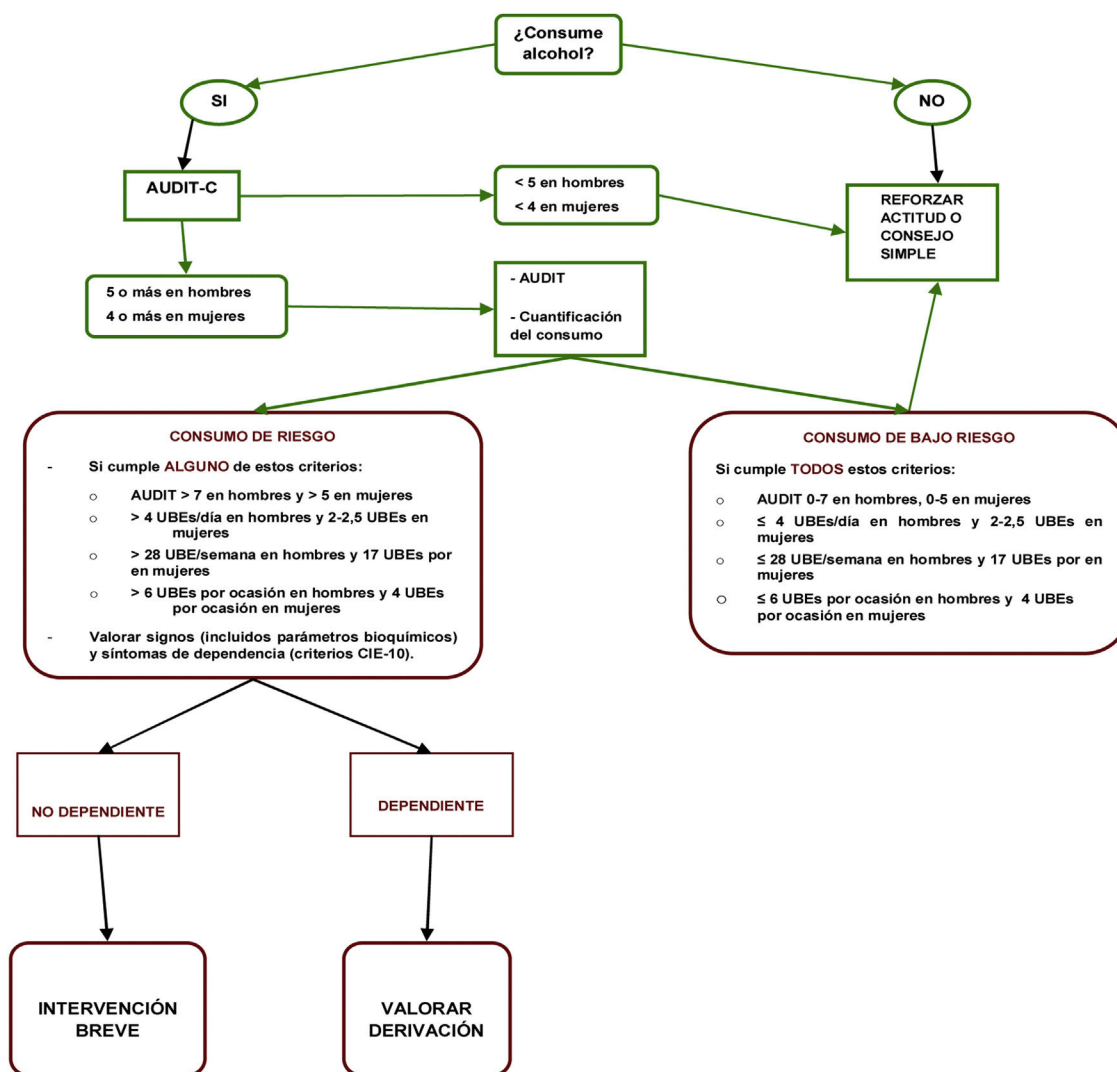 ¿Consume
alcohol?
SI
NO
AUDIT-C
< 5 en hombres
< 4 en mujeres
REFORZAR
ACTITUD O
CONSEJO
SIMPLE
5 o más en hombres
4 o más en mujeres
- AUDIT
- Cuantificación
del consumo
CONSUMO DE RIESGO
- Si cumple ALGUNO de estos criterios:
o AUDIT > 7 en hombres y > 5 en mujeres
o > 4 UBEs/día en hombres y 2-2,5 UBEs en
mujeres
o > 28 UBE/semana en hombres y 17 UBEs por
en mujeres
o > 6 UBEs por ocasión en hombres y 4 UBEs
por ocasión en mujeres
- Valorar signos (incluidos parámetros bioquímicos)
y síntomas de dependencia (criterios CIE-10).
CONSUMO DE BAJO RIESGO
Si cumple TODOS estos criterios:
o AUDIT 0-7 en hombres, 0-5 en mujeres
o ≤ 4 UBEs/día en hombres y 2-2,5 UBEs en
mujeres
o ≤ 28 UBE/semana en hombres y 17 UBEs por en
mujeres
o ≤ 6 UBEs por ocasión en hombres y 4 UBEs
por ocasión en mujeres
NO DEPENDIENTE
DEPENDIENTE
INTERVENCIÓN
BREVE
VALORAR
DERIVACIÓN